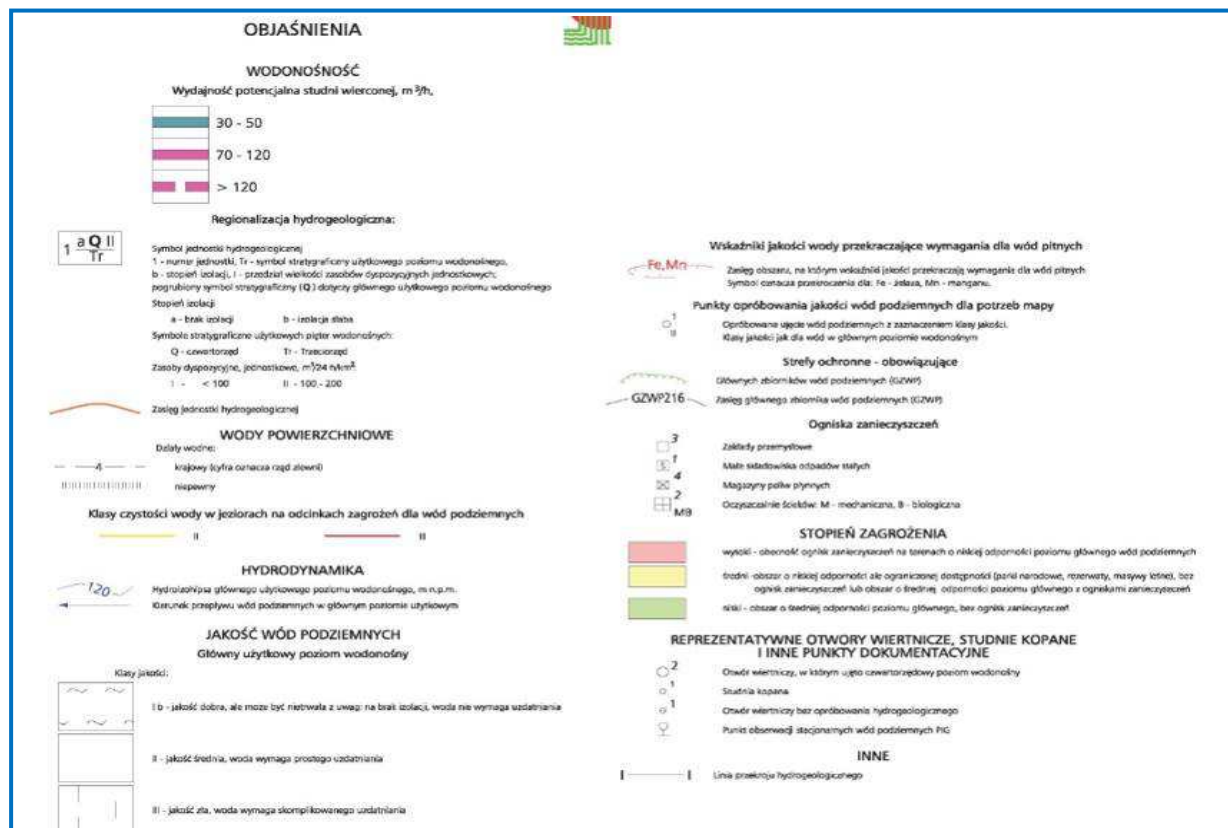 OBJAŚNIENIA
WODONOŚNOŚĆ
Wydajność potencjalna studni wierconej, m³/h,
30 - 50
70 - 120
> 120
Regionalizacja hydrogeologiczna:
1 a Q II
Tr
Symbol jednostki hydrogeologicznej
1 - numer jednostki, Tr - symbol stratygraficzny użytkowego poziomu wodonośnego,
b - stopień izolacji, I - przedział wielkości zasobów dyspozycyjnych jednostkowych;
pogrubiony symbol stratygraficzny (Q) dotyczy głównego użytkowego poziomu wodonośnego
Stopień izolacji
a - brak izolacji b - izolacja słaba
Symbole stratygraficzne użytkowych pięter wodonośnych:
Q - czwartorzęd Tr - Trzeciorzęd
Zasoby dyspozycyjne, jednostkowe, m³/24 h/km²
I - < 100 II - 100 - 200
Zasięg jednostki hydrogeologicznej
WODY POWIERZCHNIOWE
Działy wodne:
4 krajowy (cyfra oznacza rząd zlewni)
niepewny
Klasy czystości wody w jeziorach na odcinkach zagrożeń dla wód podziemnych
II II
HYDRODYNAMIKA
120 Hydroizohipsa głównego użytkowego poziomu wodonośnego, m n.p.m.
Kierunek przepływu wód podziemnych w głównym poziomie użytkowym
JAKOŚĆ WÓD PODZIEMNYCH
Główny użytkowy poziom wodonośny
Klasy jakości:
I b - jakość dobra, ale może być nietrwała z uwagi na brak izolacji, woda nie wymaga uzdatniania
II - jakość średnia, woda wymaga prostego uzdatniania
III - jakość zła, woda wymaga skomplikowanego uzdatniania
Wskaźniki jakości wody przekraczające wymagania dla wód pitnych
Fe,Mn Zasięg obszaru, na którym wskaźniki jakości przekraczają wymagania dla wód pitnych
Symbol oznacza przekroczenia dla: Fe - żelaza, Mn - manganu.
Punkty opróbowania jakości wód podziemnych dla potrzeb mapy
1
II
Opróbowane ujęcie wód podziemnych z zaznaczeniem klasy jakości.
Klasy jakości jak dla wód w głównym poziomie wodonośnym
Strefy ochronne - obowiązujące
Głównych zbiorników wód podziemnych (GZWP)
GZWP216 Zasięg głównego zbiornika wód podziemnych (GZWP)
Ogniska zanieczyszczeń
3 Zakłady przemysłowe
1 Małe składowiska odpadów stałych
4 Magazyny paliw płynnych
2 MB Oczyszczalnie ścieków: M - mechaniczna, B - biologiczna
STOPIEŃ ZAGROŻENIA
wysoki - obecność ognisk zanieczyszczeń na terenach o niskiej odporności poziomu głównego wód podziemnych
średni -obszar o niskiej odporności ale ograniczonej dostępności (parki narodowe, rezerwaty, masywy leśne), bez
ognisk zanieczyszczeń lub obszar o średniej odporności poziomu głównego z ogniskami zanieczyszczeń
niski - obszar o średniej odporności poziomu głównego, bez ognisk zanieczyszczeń
REPREZENTATYWNE OTWORY WIERTNICZE, STUDNIE KOPANE
I INNE PUNKTY DOKUMENTACYJNE
2 Otwór wiertniczy, w którym ujęto czwartorzędowy poziom wodonośny
1 Studnia kopana
1 Otwór wiertniczy bez opróbowania hydrogeologicznego
Punkt obserwacji stacjonarnych wód podziemnych PIG
INNE
I I Linia przekroju hydrogeologicznego